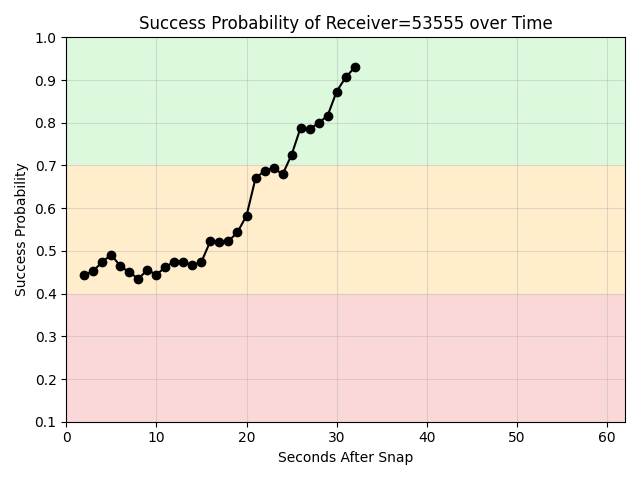 Success Probability of Receiver=53555 over Time
1.0
0.9
0.8
0.7
0.6
0.5
0.4
0.3
0.2
0.1
Success Probability
0 10 20 30 40 50 60
Seconds After Snap